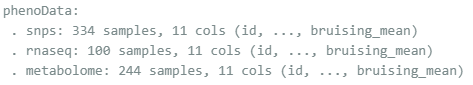 phenoData:
. snps: 334 samples, 11 cols (id, ..., bruising_mean)
. rnaseq: 100 samples, 11 cols (id, ..., bruising_mean)
. metabolome: 244 samples, 11 cols (id, ..., bruising_mean)